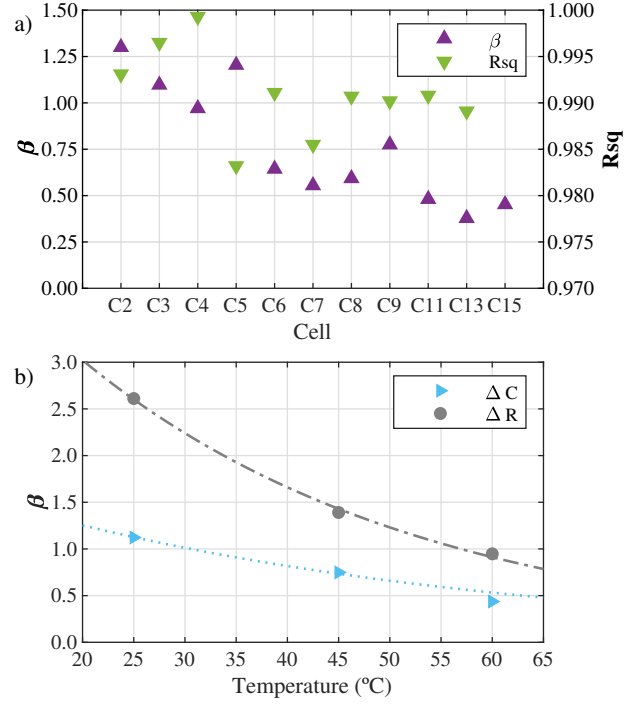 a)
1.50
1.25
1.00
0.75
0.50
0.25
0.00
β
1.000
0.995
0.990
0.985
0.980
0.975
0.970
Rsq
β
Rsq
C2 C3 C4 C5 C6 C7 C8 C9 C11 C13 C15
Cell
b)
3.0
2.5
2.0
1.5
1.0
0.5
0.0
β
Δ C
Δ R
20 25 30 35 40 45 50 55 60 65
Temperature (ºC)